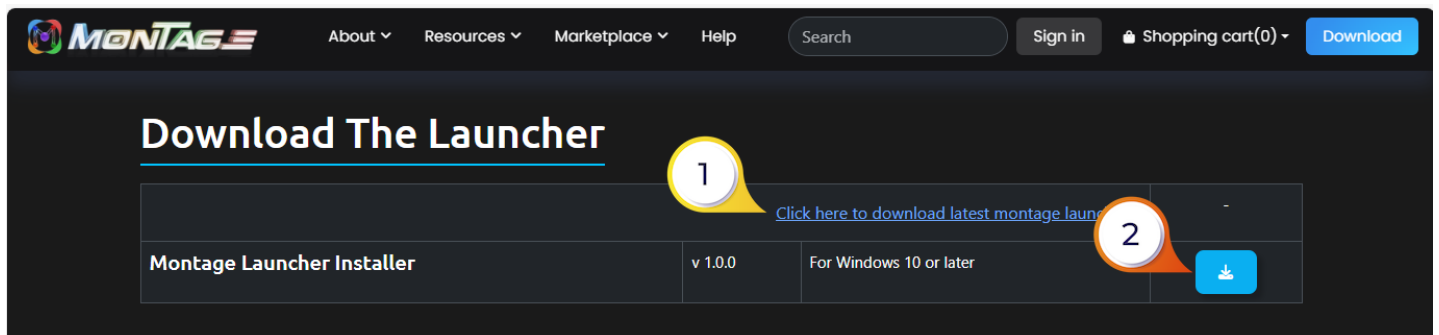 MONTAGE About Resources Marketplace Help Search Sign in Shopping cart(0) Download
Download The Launcher
1
Click here to download latest montage
-
2
Montage Launcher Installer v 1.0.0 For Windows 10 or later